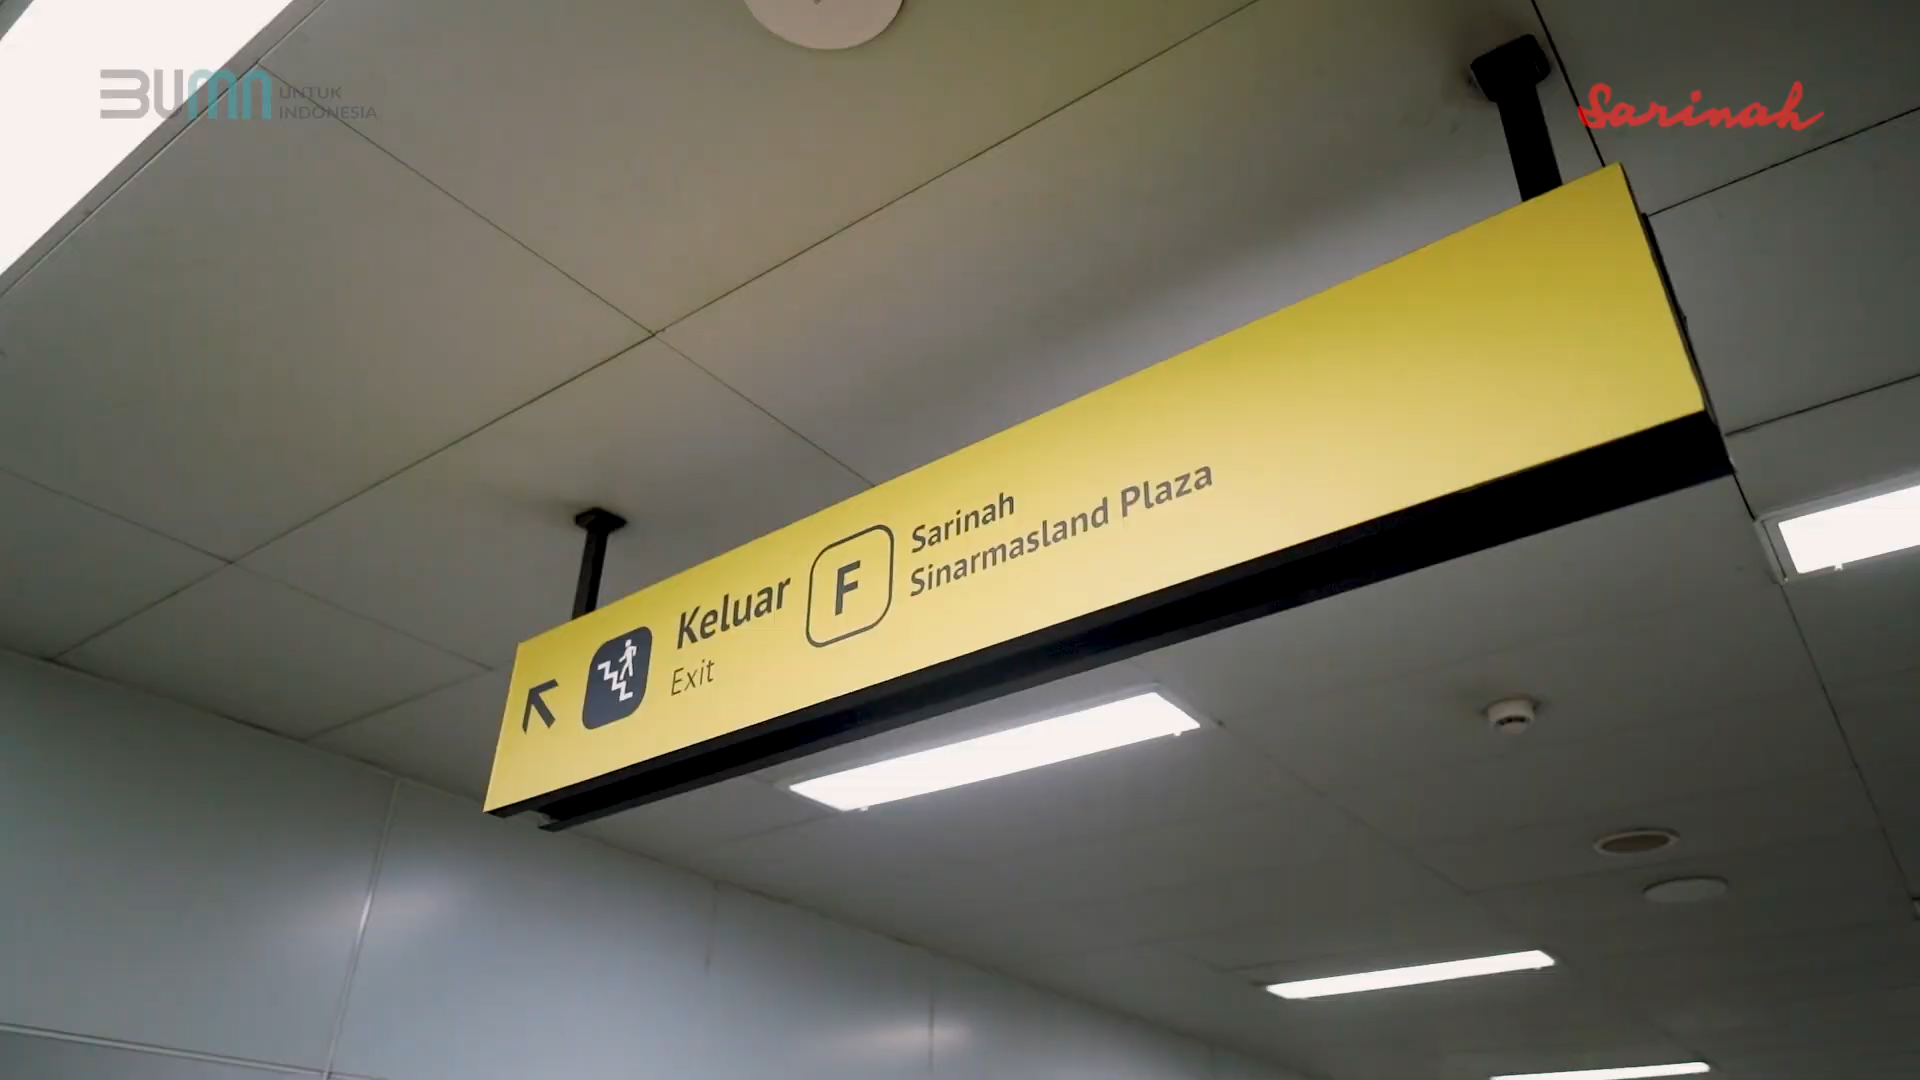 BUMN UNTUK
INDONESIA
Sarinah
Keluar
Exit
F
Sarinah
Sinarmasland Plaza